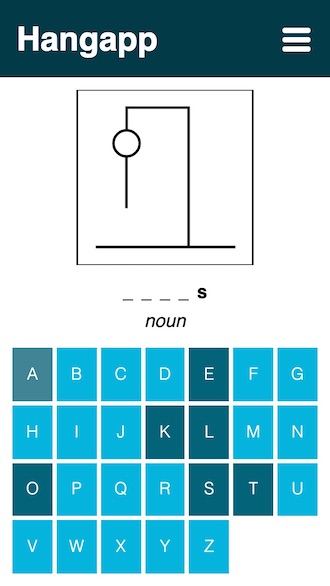 Hangapp
_ _ _ _ s
noun
A B C D E F G
H I J K L M N
O P Q R S T U
V W X Y Z